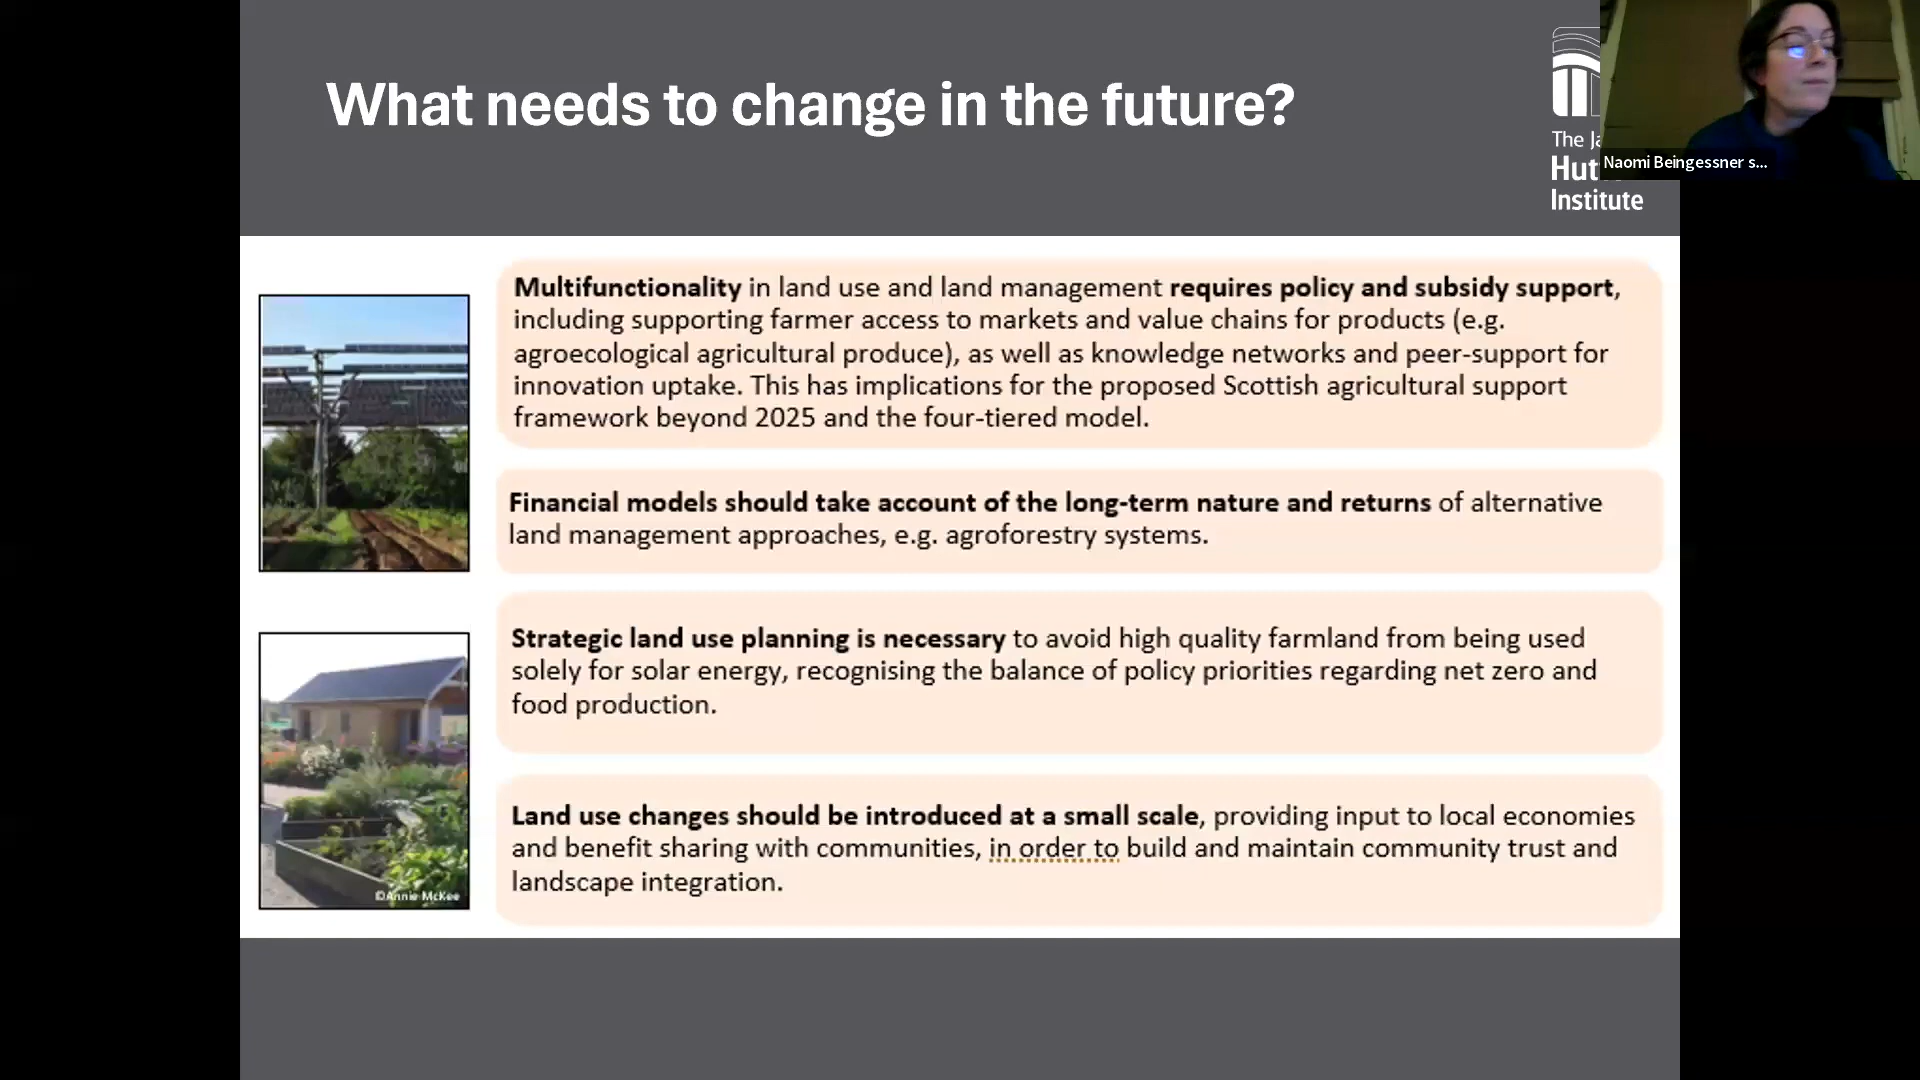 What needs to change in the future?
The Ja
Hut
Institute
Naomi Beingessner s...
Multifunctionality in land use and land management requires policy and subsidy support,
including supporting farmer access to markets and value chains for products (e.g.
agroecological agricultural produce), as well as knowledge networks and peer-support for
innovation uptake. This has implications for the proposed Scottish agricultural support
framework beyond 2025 and the four-tiered model.
Financial models should take account of the long-term nature and returns of alternative
land management approaches, e.g. agroforestry systems.
Strategic land use planning is necessary to avoid high quality farmland from being used
solely for solar energy, recognising the balance of policy priorities regarding net zero and
food production.
Land use changes should be introduced at a small scale, providing input to local economies
and benefit sharing with communities, in order to build and maintain community trust and
landscape integration.
©Annie McKee